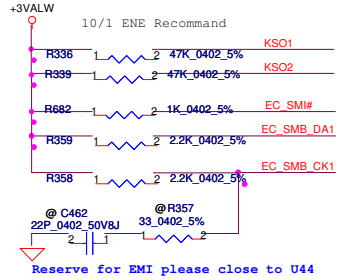 +3VALW
10/1 ENE Recommand
KSO1
R336 1 2 47K_0402_5%
KSO2
R339 1 2 47K_0402_5%
EC_SMI#
R682 1 2 1K_0402_5%
EC_SMB_DA1
R359 1 2 2.2K_0402_5%
EC_SMB_CK1
R358 1 2 2.2K_0402_5%
@ C462 @R357
22P_0402_50V8J 33_0402_5%
2 1 1 2
Reserve for EMI please close to U44